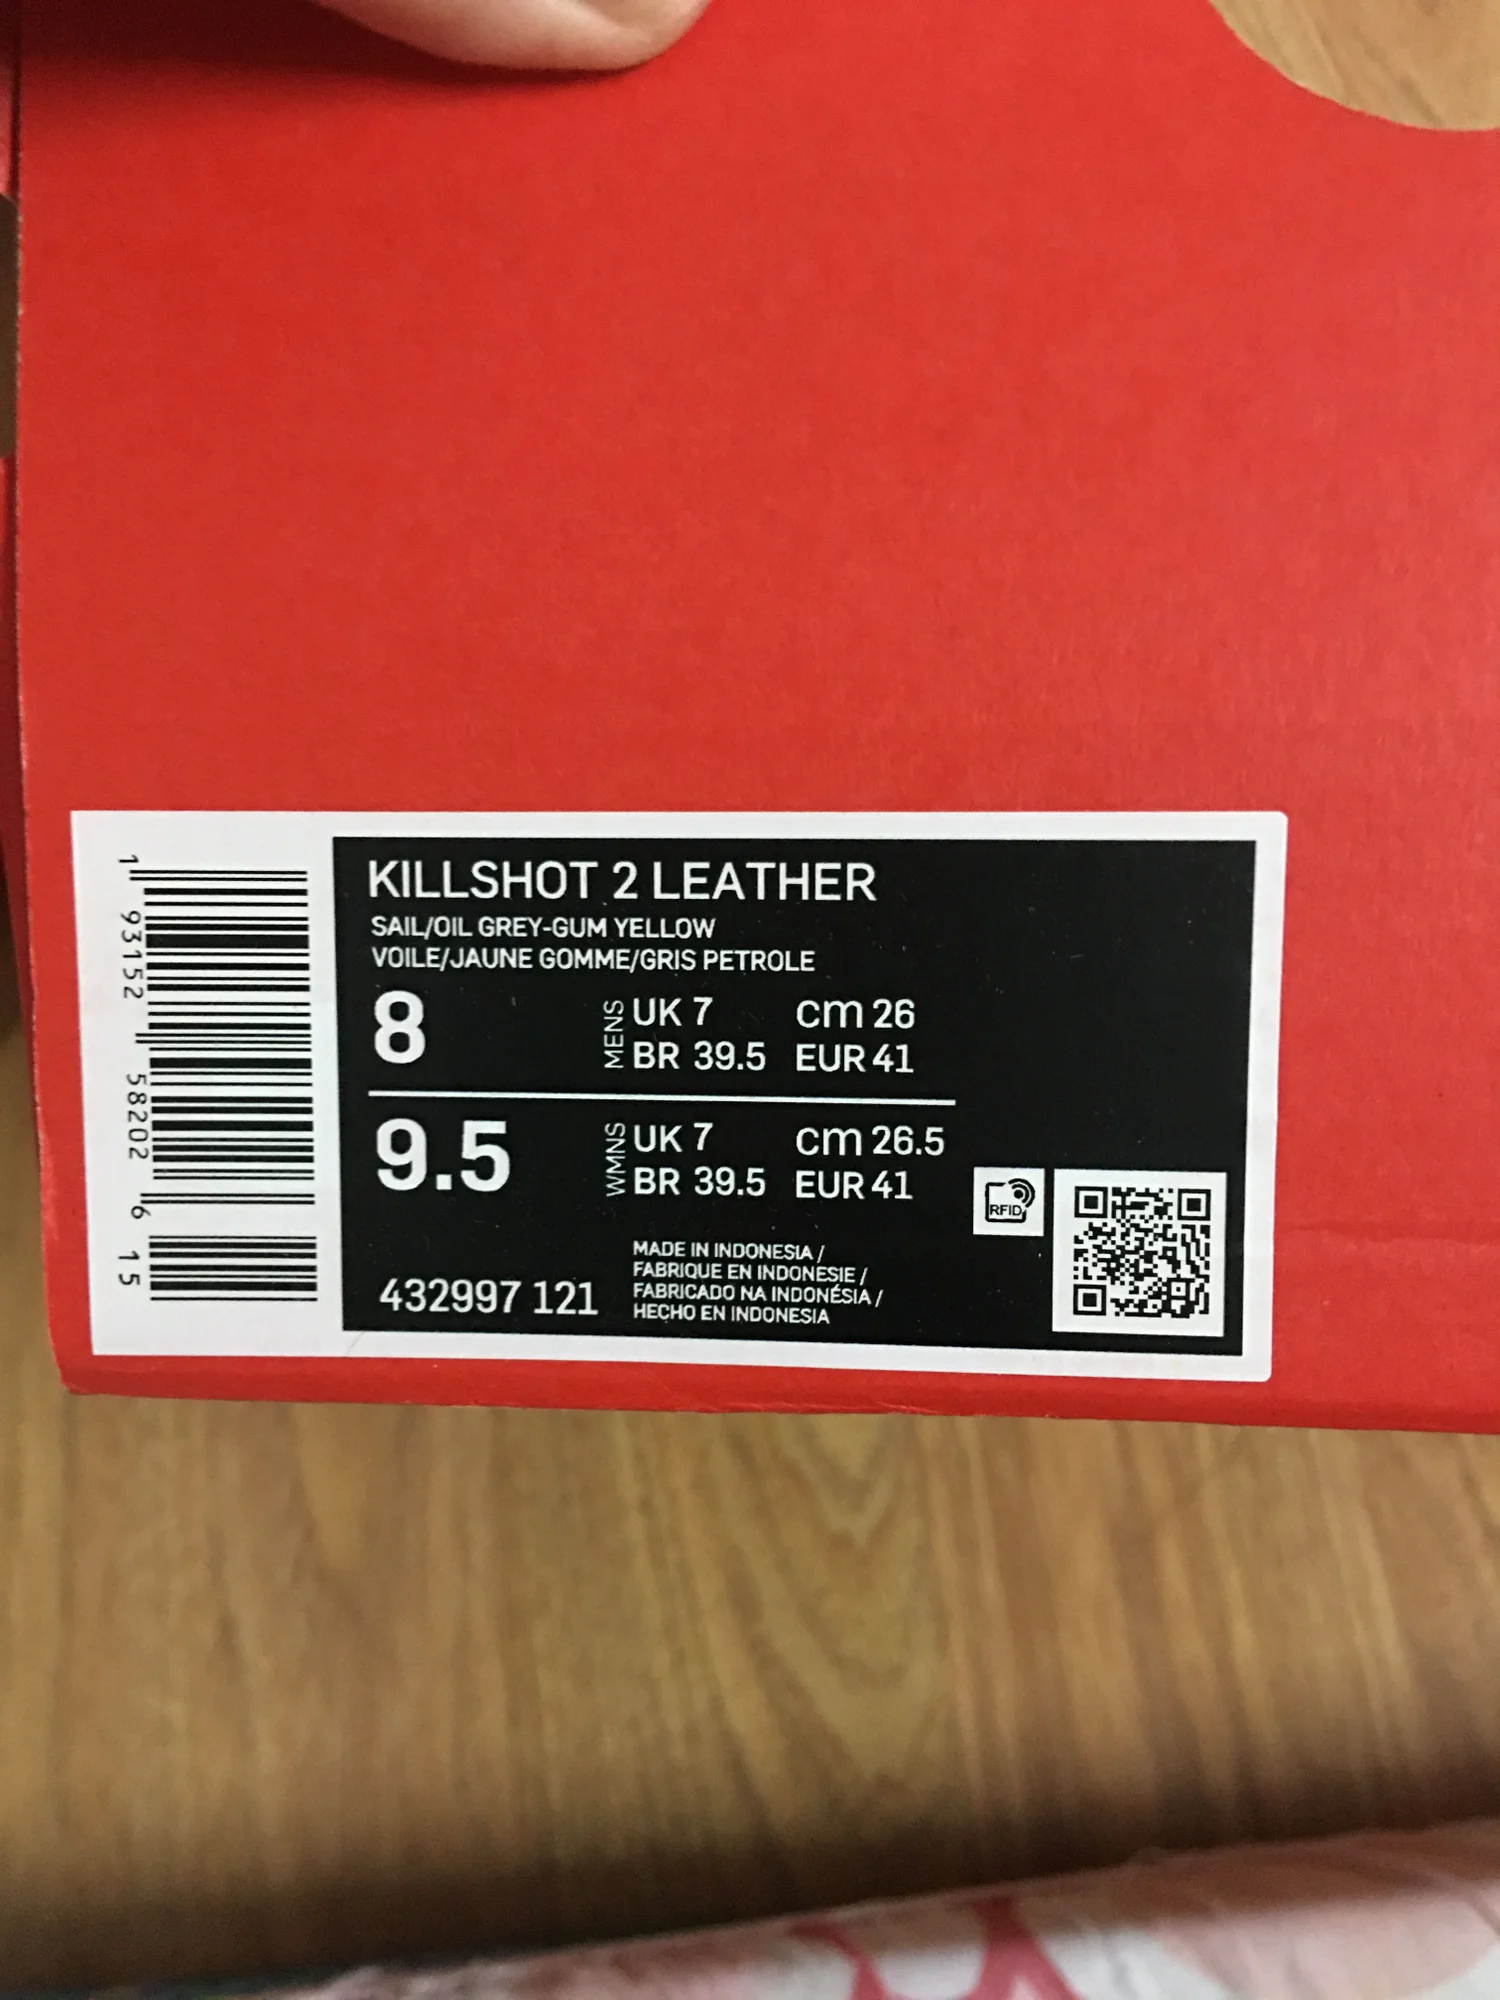 KILLSHOT 2 LEATHER
SAIL/OIL GREY-GUM YELLOW
VOILE/JAUNE GOMME/GRIS PETROLE
8 MENS UK 7 cm 26
BR 39.5 EUR 41
9.5 WMNS UK 7 cm 26.5
BR 39.5 EUR 41
432997 121
MADE IN INDONESIA /
FABRIQUE EN INDONESIE /
FABRICADO NA INDONÉSIA /
HECHO EN INDONESIA
RFID
1 93152 58202 6 15